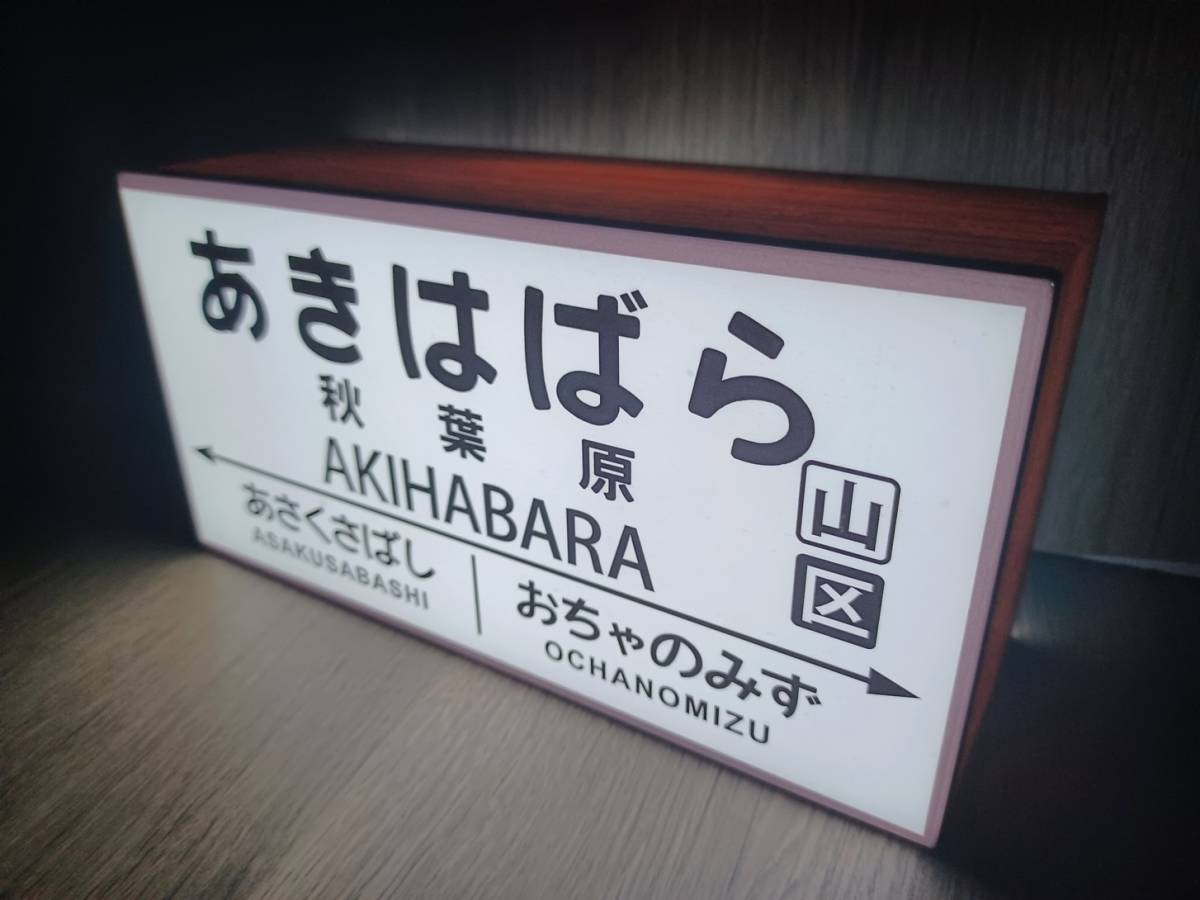 あきはばら
秋葉原
AKIHABARA
山
区
あさくさばし
ASAKUSABASHI
おちゃのみず
OCHANOMIZU